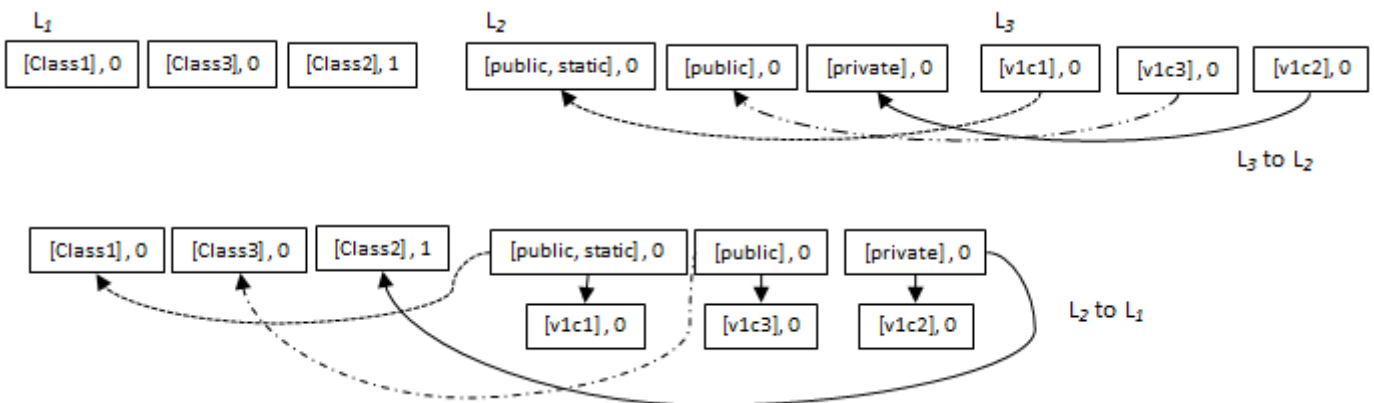 L1 L2 L3
[Class1], 0 [Class3], 0 [Class2], 1 [public, static], 0 [public], 0 [private], 0 [v1c1], 0 [v1c3], 0 [v1c2], 0
L3 to L2
[Class1], 0 [Class3], 0 [Class2], 1 [public, static], 0 [public], 0 [private], 0
[v1c1], 0 [v1c3], 0 [v1c2], 0 L2 to L1